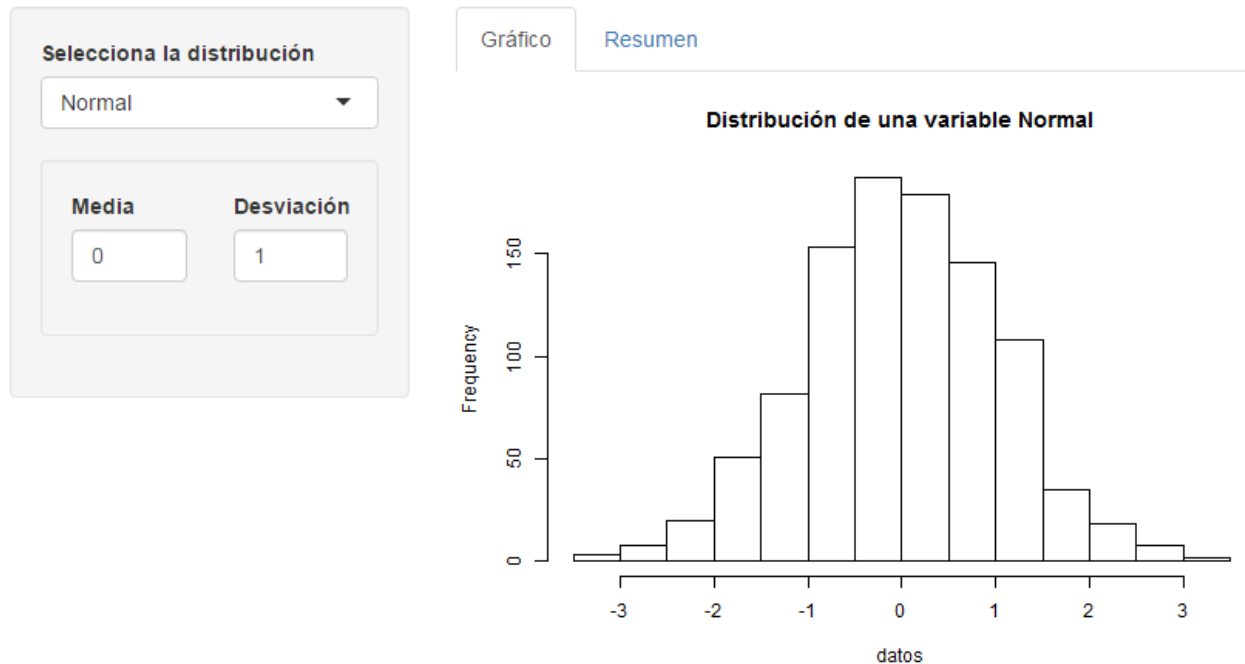 Selecciona la distribución
Normal
Media Desviación
0 1
Gráfico Resumen
Distribución de una variable Normal
Frequency
150
100
50
0
-3 -2 -1 0 1 2 3
datos